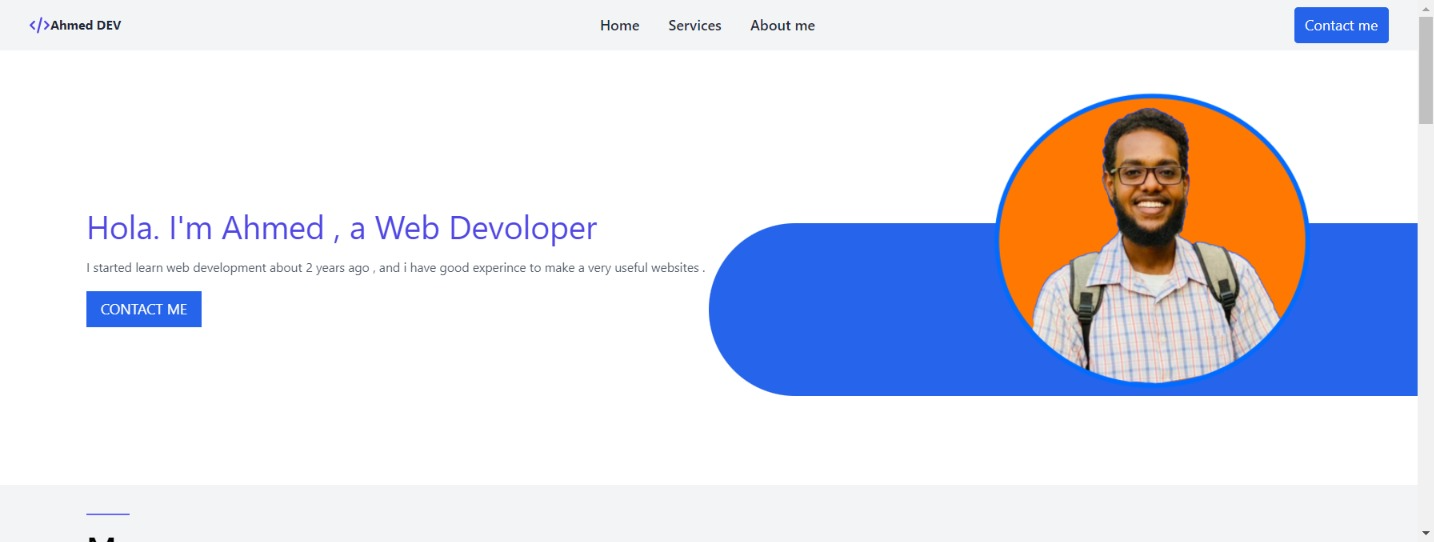 </>Ahmed DEV
Home Services About me
Contact me
Hola. I'm Ahmed , a Web Devoloper
I started learn web development about 2 years ago , and i have good experince to make a very useful websites .
CONTACT ME